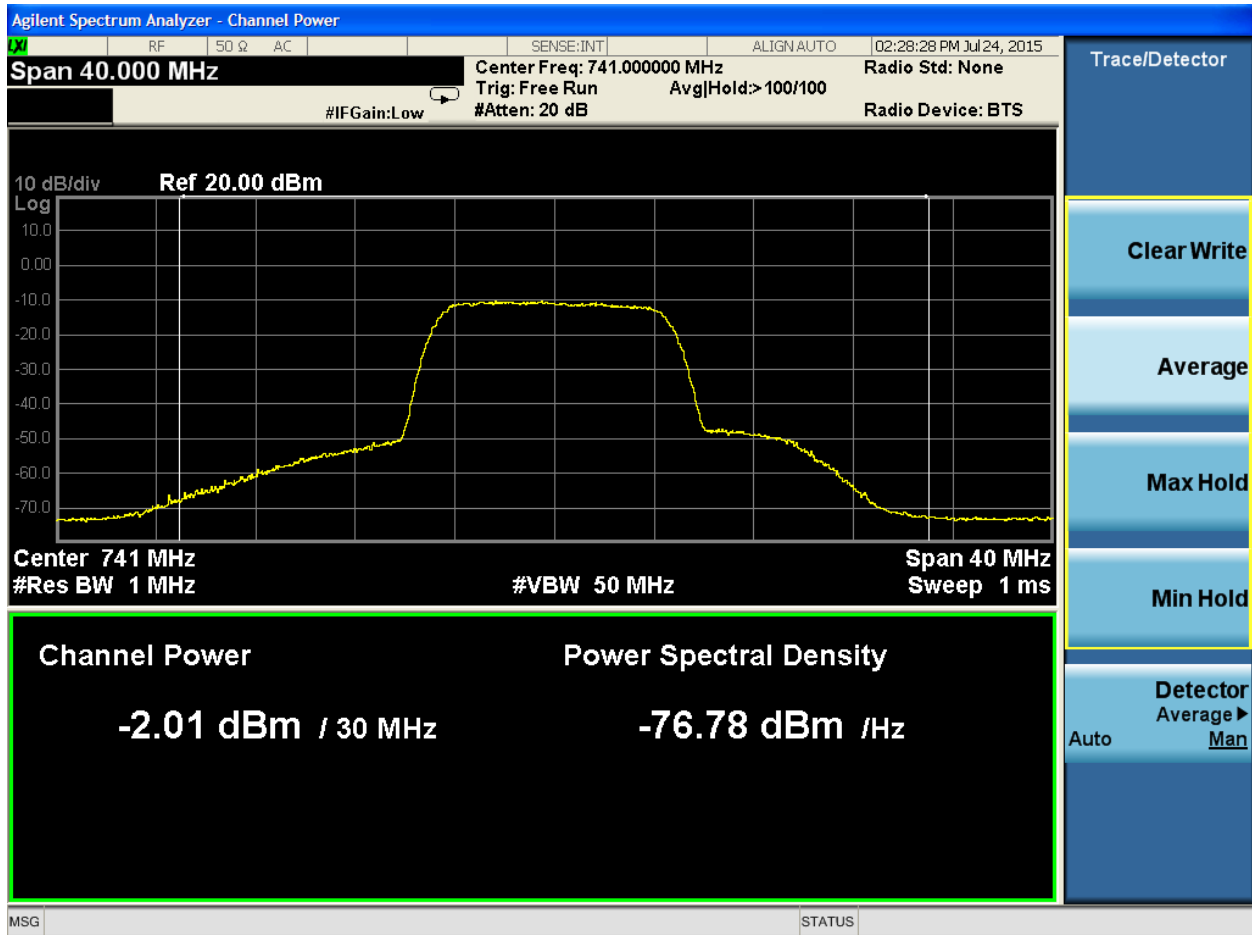 Agilent Spectrum Analyzer - Channel Power
LXI RF 50 Ω AC SENSE:INT ALIGN AUTO 02:28:28 PM Jul 24, 2015
Span 40.000 MHz
Center Freq: 741.000000 MHz
Radio Std: None
Trig: Free Run Avg|Hold:> 100/100
#IFGain:Low
#Atten: 20 dB
Radio Device: BTS
Trace/Detector
10 dB/div Ref 20.00 dBm
Log
10.0
0.00
-10.0
-20.0
-30.0
-40.0
-50.0
-60.0
-70.0
Center 741 MHz Span 40 MHz
#Res BW 1 MHz #VBW 50 MHz Sweep 1 ms
Channel Power Power Spectral Density
-2.01 dBm / 30 MHz -76.78 dBm /Hz
Clear Write
Average
Max Hold
Min Hold
Detector
Average▶
Auto Man
MSG STATUS